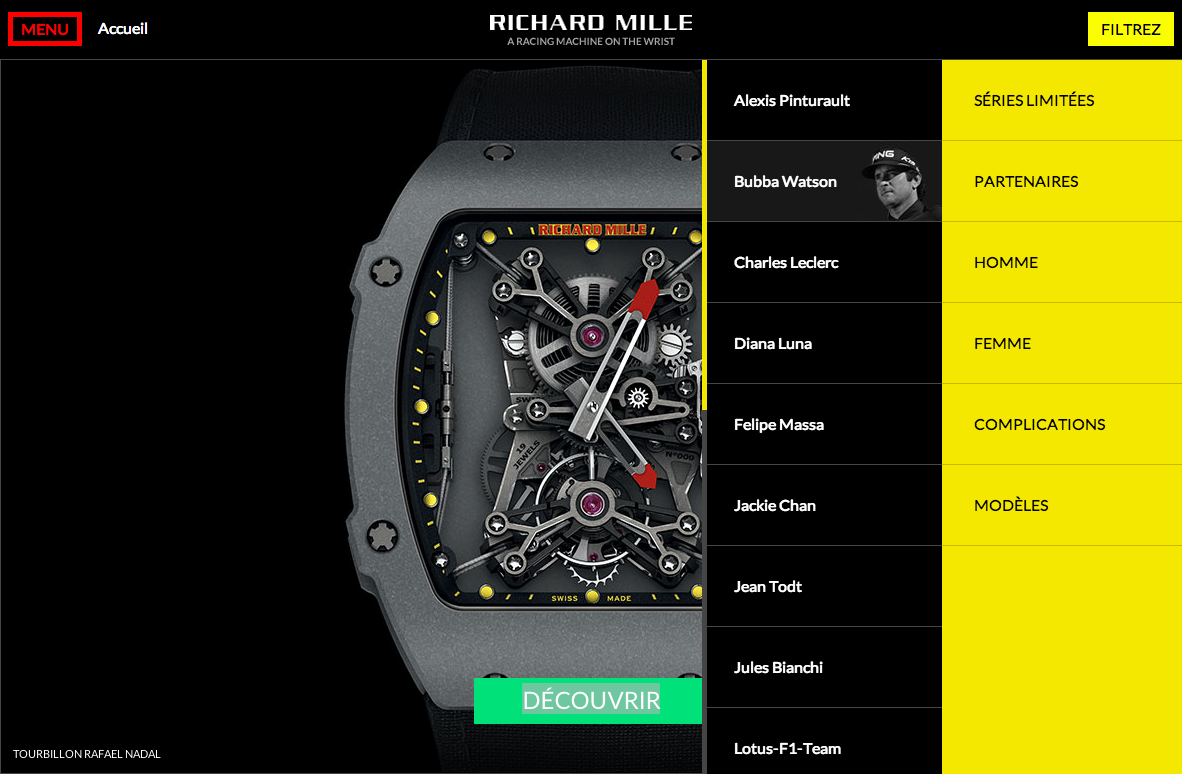 MENU
Accueil
RICHARD MILLE
A RACING MACHINE ON THE WRIST
FILTREZ
RICHARD MILLE
19
JEWELS
N°000
SWISS MADE
DÉCOUVRIR
TOURBILLON RAFAEL NADAL
Alexis Pinturault
Bubba Watson
PING
Charles Leclerc
Diana Luna
Felipe Massa
Jackie Chan
Jean Todt
Jules Bianchi
Lotus-F1-Team
SÉRIES LIMITÉES
PARTENAIRES
HOMME
FEMME
COMPLICATIONS
MODÈLES